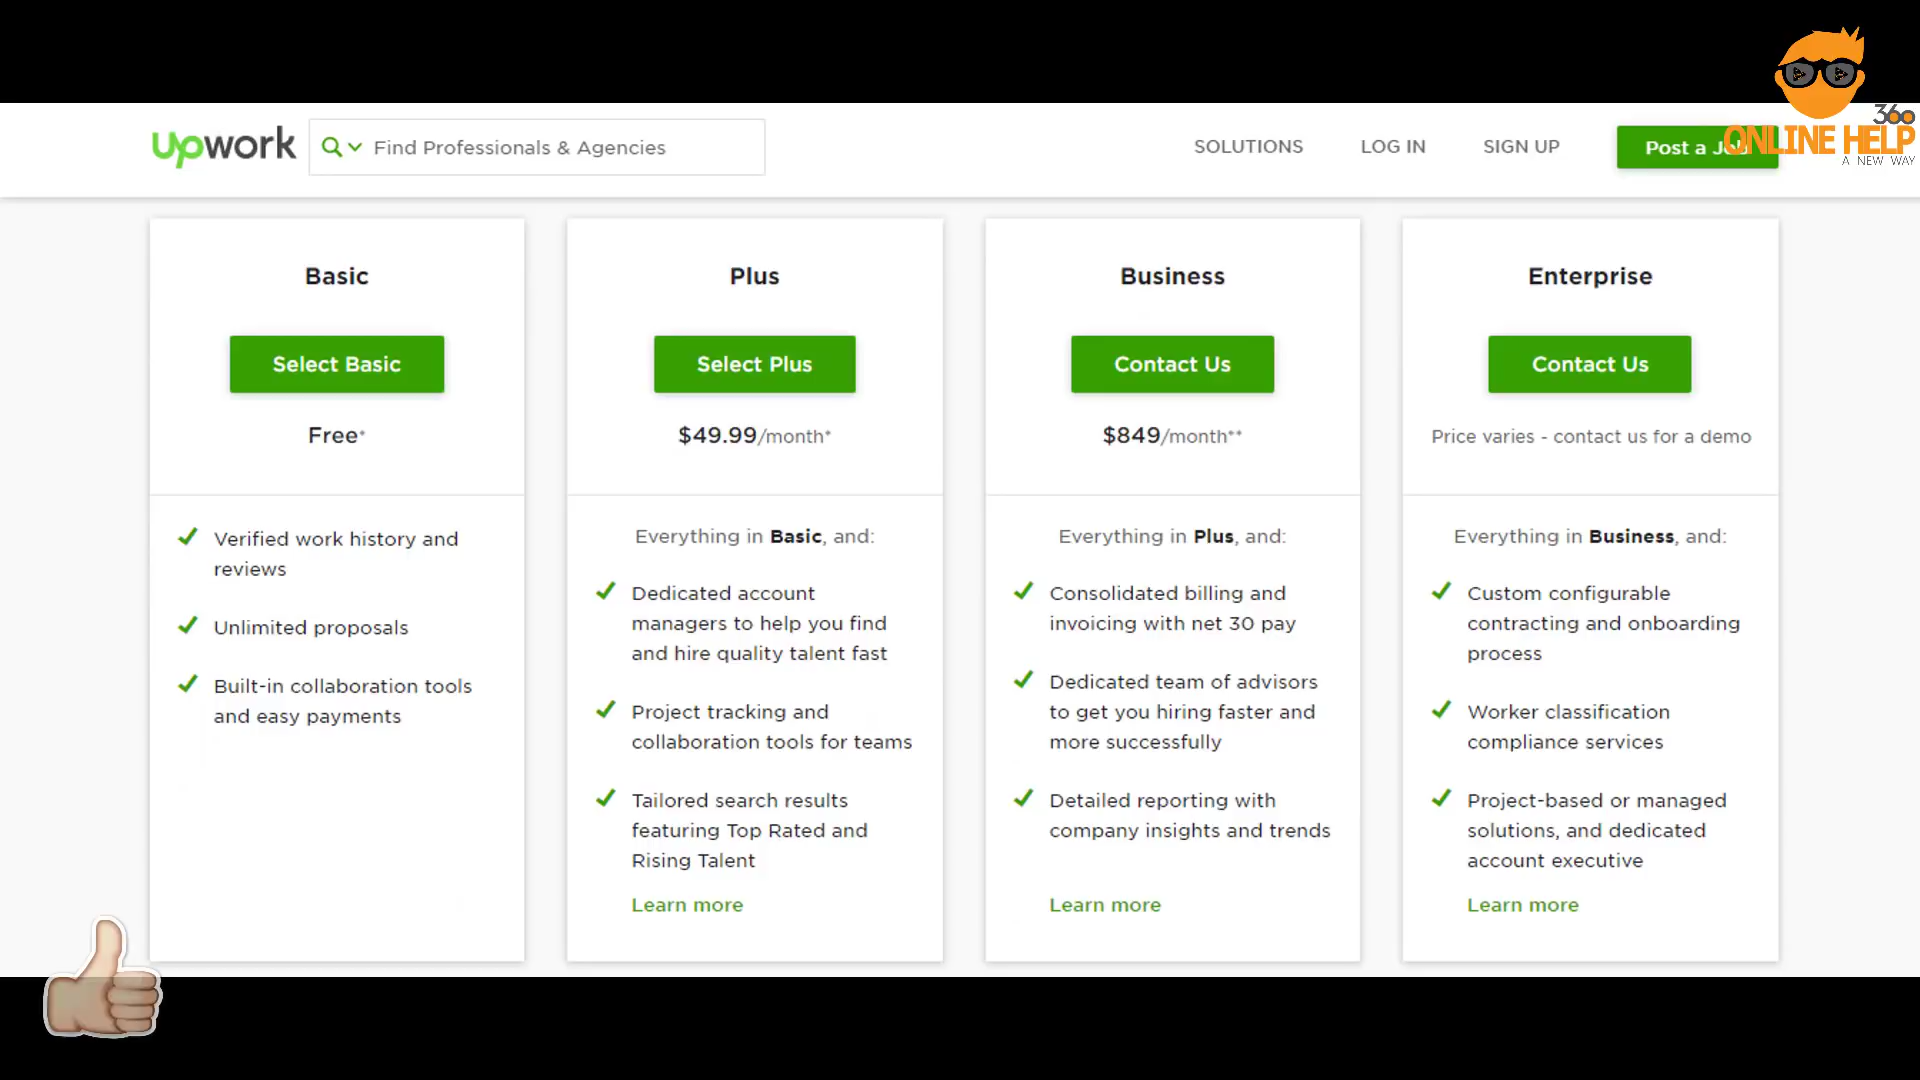 upwork
Find Professionals & Agencies
SOLUTIONS
LOG IN
SIGN UP
Post a Job
360
ONLINE HELP
A NEW WAY
Basic
Select Basic
Free*
Verified work history and
reviews
Unlimited proposals
Built-in collaboration tools
and easy payments
Plus
Select Plus
$49.99/month*
Everything in Basic, and:
Dedicated account
managers to help you find
and hire quality talent fast
Project tracking and
collaboration tools for teams
Tailored search results
featuring Top Rated and
Rising Talent
Learn more
Business
Contact Us
$849/month**
Everything in Plus, and:
Consolidated billing and
invoicing with net 30 pay
Dedicated team of advisors
to get you hiring faster and
more successfully
Detailed reporting with
company insights and trends
Learn more
Enterprise
Contact Us
Price varies - contact us for a demo
Everything in Business, and:
Custom configurable
contracting and onboarding
process
Worker classification
compliance services
Project-based or managed
solutions, and dedicated
account executive
Learn more